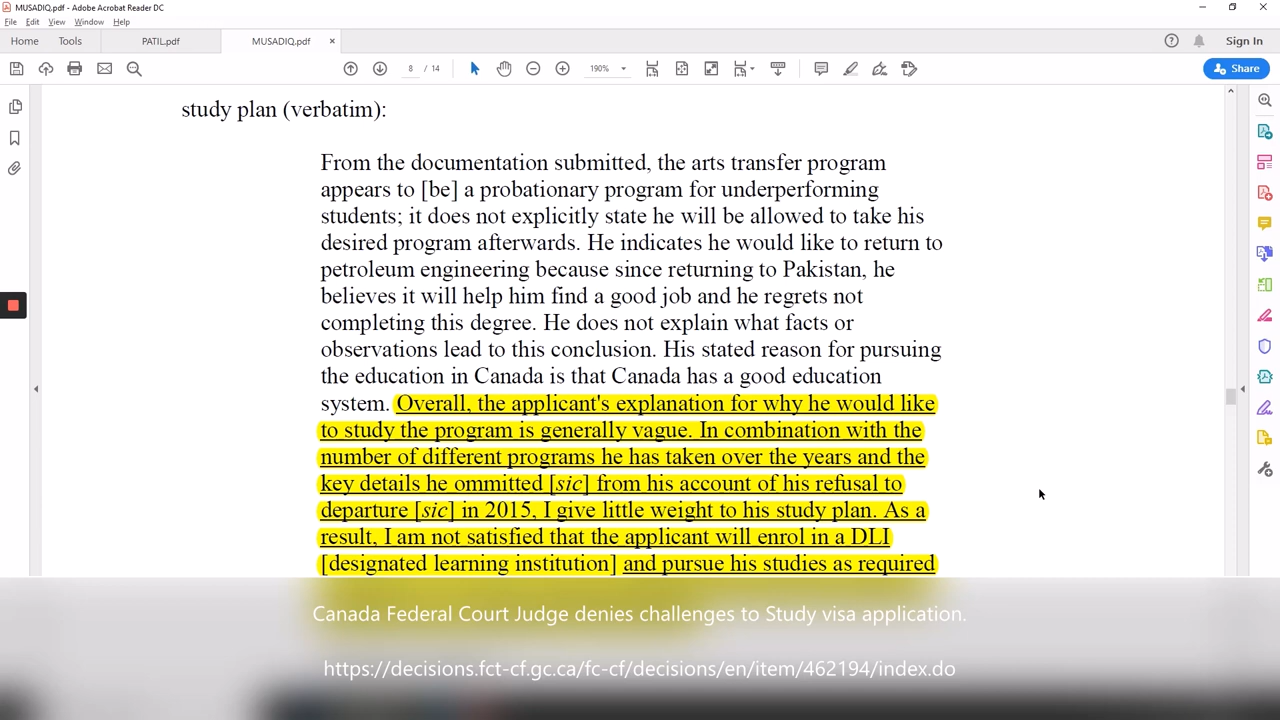 MUSADIQ.pdf - Adobe Acrobat Reader DC
File Edit View Window Help
Home Tools PATIL.pdf MUSADIQ.pdf × Sign In
8 / 14 190% Share
study plan (verbatim):
From the documentation submitted, the arts transfer program
appears to [be] a probationary program for underperforming
students; it does not explicitly state he will be allowed to take his
desired program afterwards. He indicates he would like to return to
petroleum engineering because since returning to Pakistan, he
believes it will help him find a good job and he regrets not
completing this degree. He does not explain what facts or
observations lead to this conclusion. His stated reason for pursuing
the education in Canada is that Canada has a good education
system. Overall, the applicant's explanation for why he would like
to study the program is generally vague. In combination with the
number of different programs he has taken over the years and the
key details he ommitted [sic] from his account of his refusal to
departure [sic] in 2015, I give little weight to his study plan. As a
result, I am not satisfied that the applicant will enrol in a DLI
[designated learning institution] and pursue his studies as required
Canada Federal Court Judge denies challenges to Study visa application.
https://decisions.fct-cf.gc.ca/fc-cf/decisions/en/item/462194/index.do